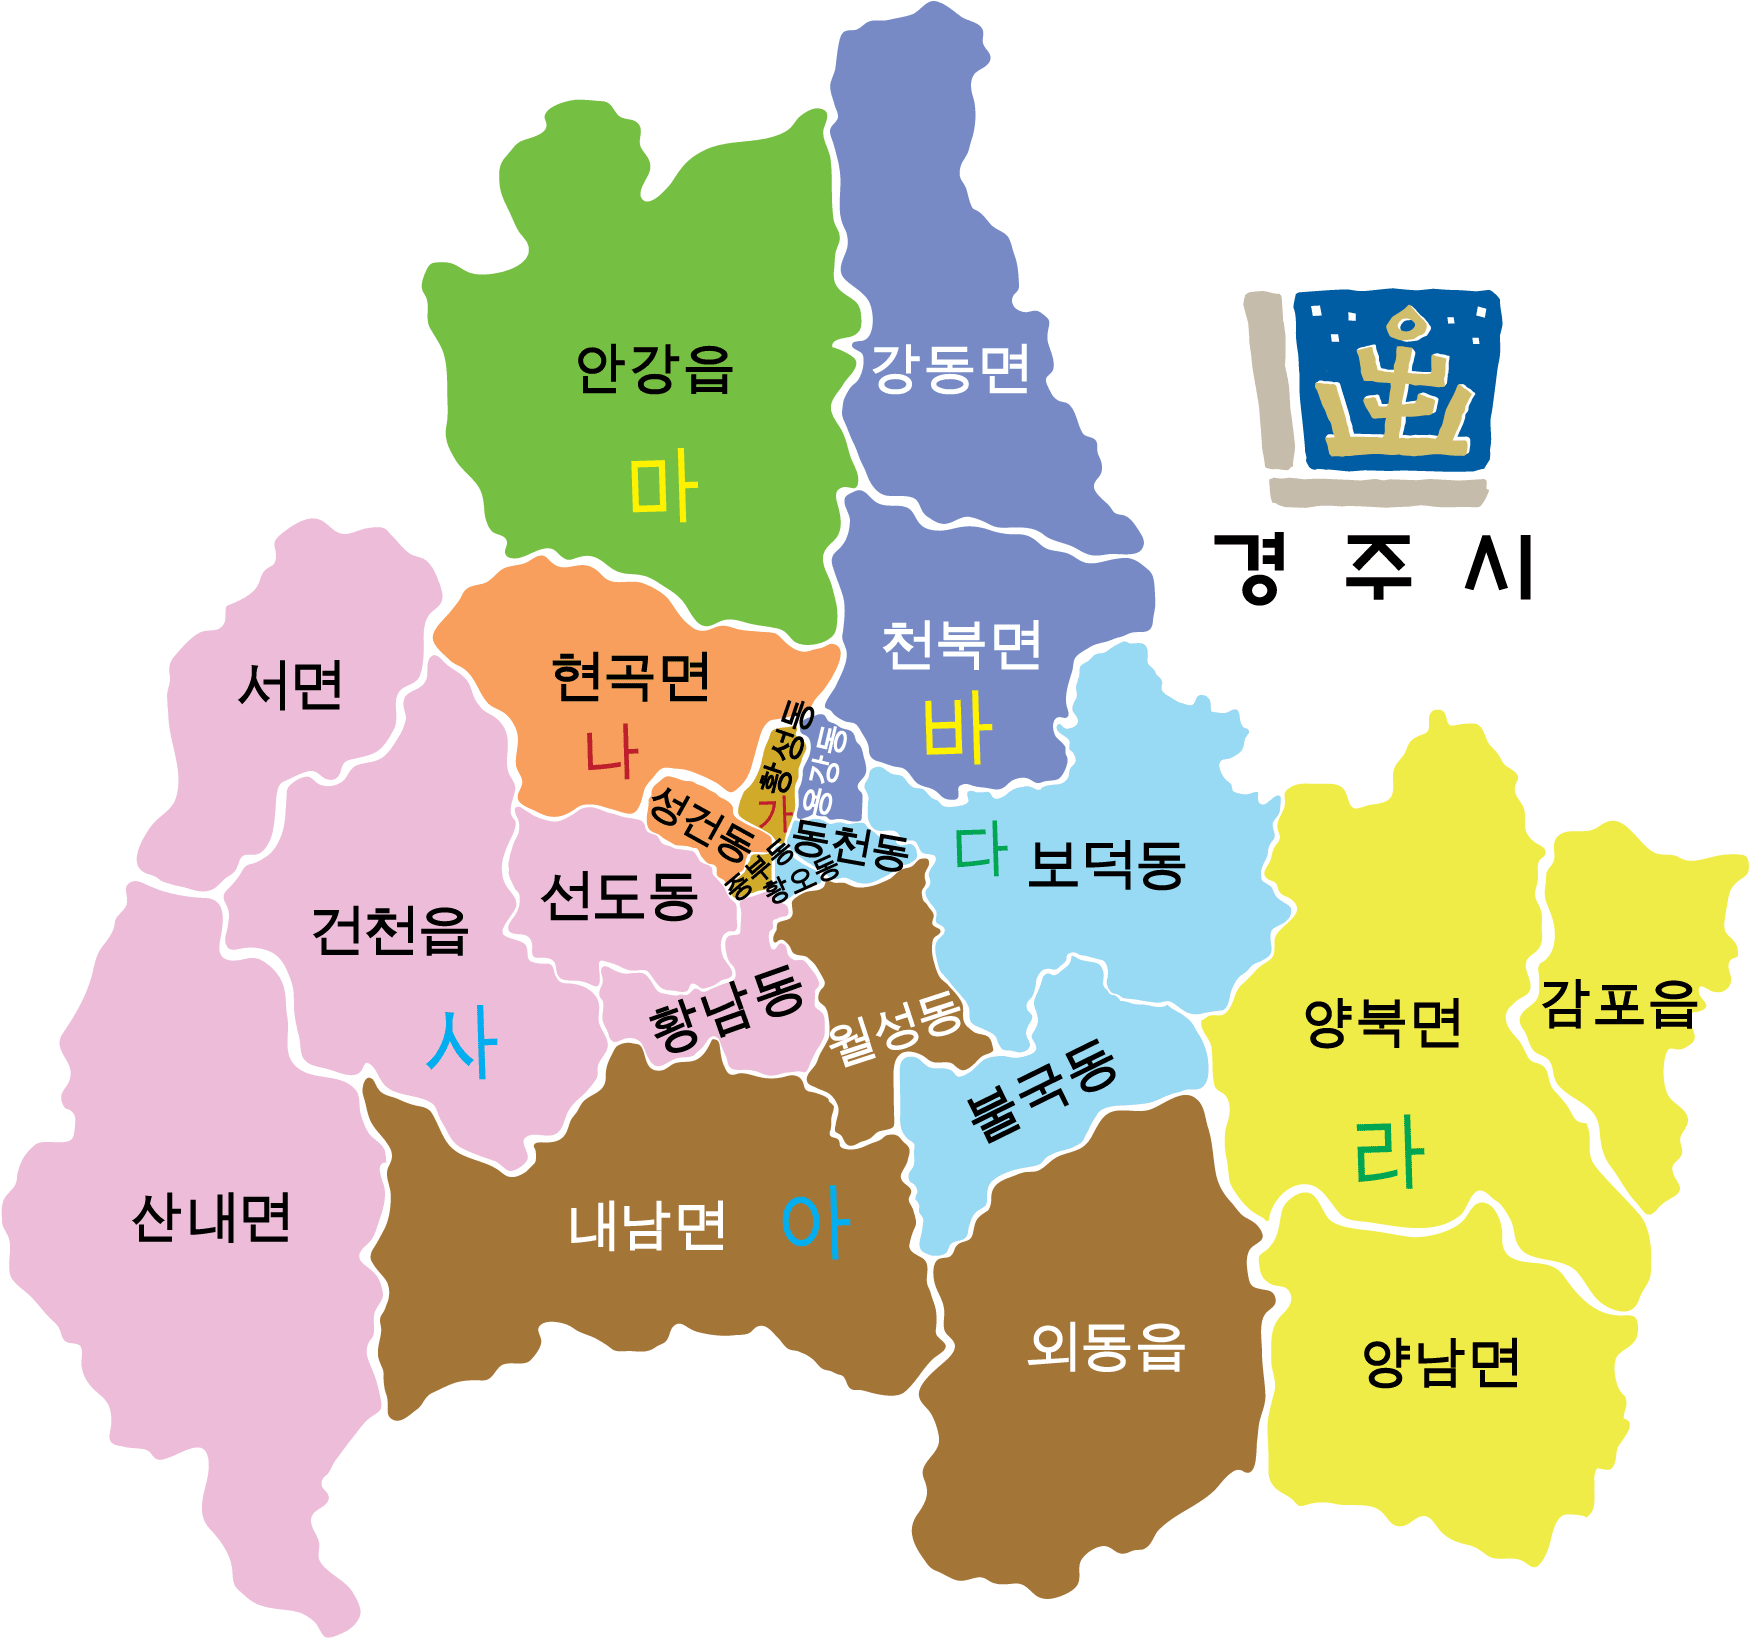 안강읍
마
강동면
경 주 시
천북면
바
서면
현곡면
나
황성동
용강동
가
성건동
동천동
중부동
황오동
다
보덕동
선도동
건천읍
사
황남동
월성동
불국동
양북면
감포읍
라
산내면
내남면
아
외동읍
양남면